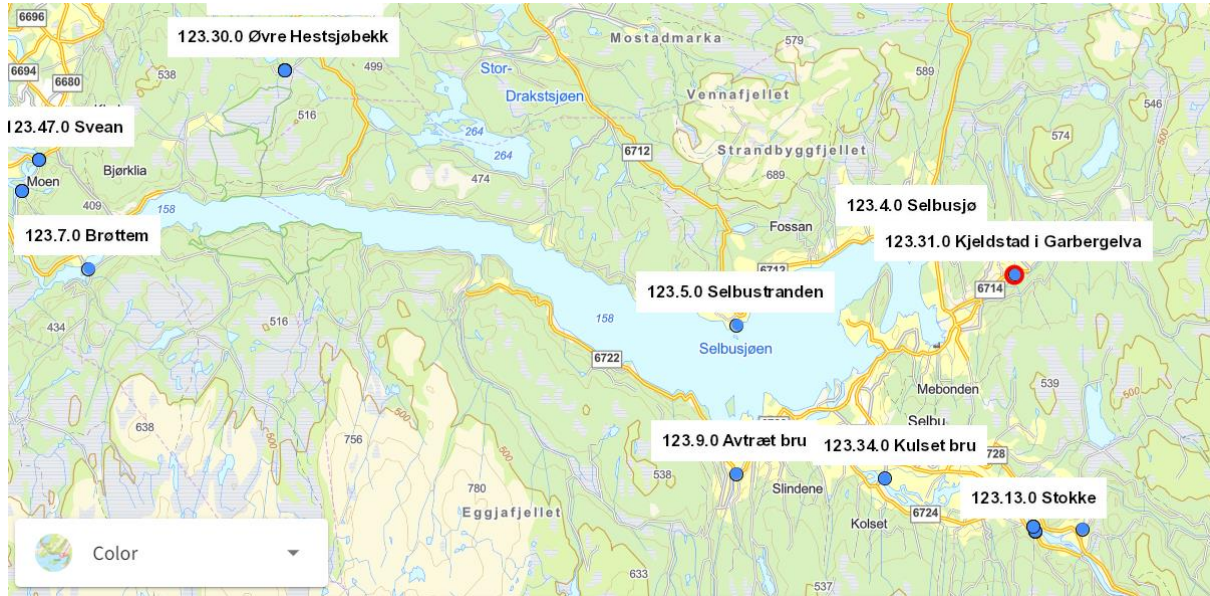 6696
123.30.0 Øvre Hestsjøbekk
Mostadmarka
579
499
589
6694
6680
538
Stor-
Drakstsjøen
Vennafjellet
546
500
516
264
264
574
123.47.0 Svean
6712
Strandbyggfjellet
Moen
Bjørklia
474
689
409
158
123.4.0 Selbusjø
Fossan
123.7.0 Brøttem
123.31.0 Kjeldstad i Garbergelva
6712
6714
123.5.0 Selbustranden
434
516
158
Selbusjøen
6722
Mebonden
539
500
500
500
638
756
Selbu
123.9.0 Avtræt bru
123.34.0 Kulset bru
728
538
780
Slindene
123.13.0 Stokke
Eggjafjellet
Kolset
6724
Color
633
537
500